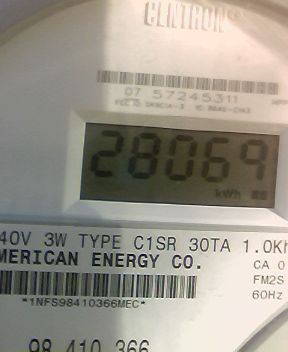 CENTRON
07 57245311
28069
kWh
40V 3W TYPE C1SR 30TA 1.0Kh
MERICAN ENERGY CO.
CA 0
FM2S
*1NFS98410366MEC*
60Hz
98 410 366